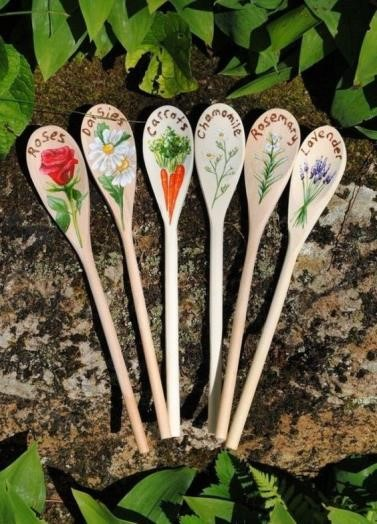 Roses
Daisies
Carrots
Chamomile
Rosemary
Lavender